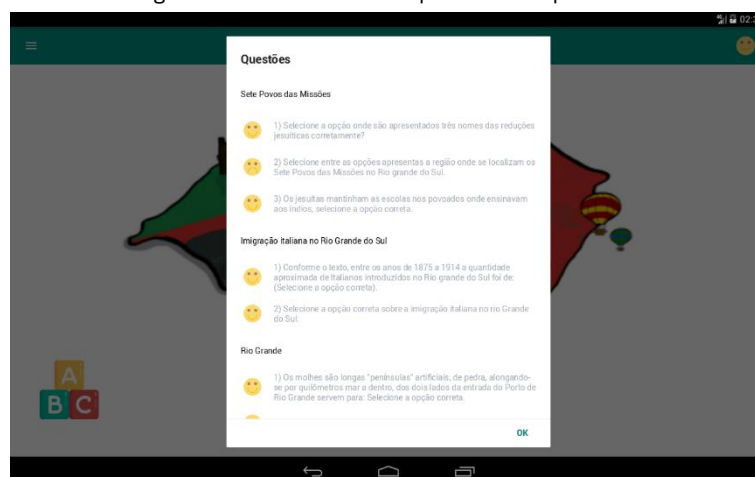 02:
Questões
Sete Povos das Missões
1) Selecione a opção onde são apresentados três nomes das reduções
jesuíticas corretamente?
2) Selecione entre as opções apresentas a região onde se localizam os
Sete Povos das Missões no Rio grande do Sul.
3) Os jesuítas mantinham as escolas nos povoados onde ensinavam
aos índios, selecione a opção correta.
Imigração italiana no Rio Grande do Sul
1) Conforme o texto, entre os anos de 1875 a 1914 a quantidade
aproximada de Italianos introduzidos no Rio grande do Sul foi de:
(Selecione a opção correta).
2) Selecione a opção correta sobre a imigração italiana no rio Grande
do Sul:
Rio Grande
1) Os molhes são longas "penínsulas" artificiais, de pedra, alongando-
se por quilômetros mar a dentro, dos dois lados da entrada do Porto de
Rio Grande servem para: Selecione a opção correta.
A
B C
OK